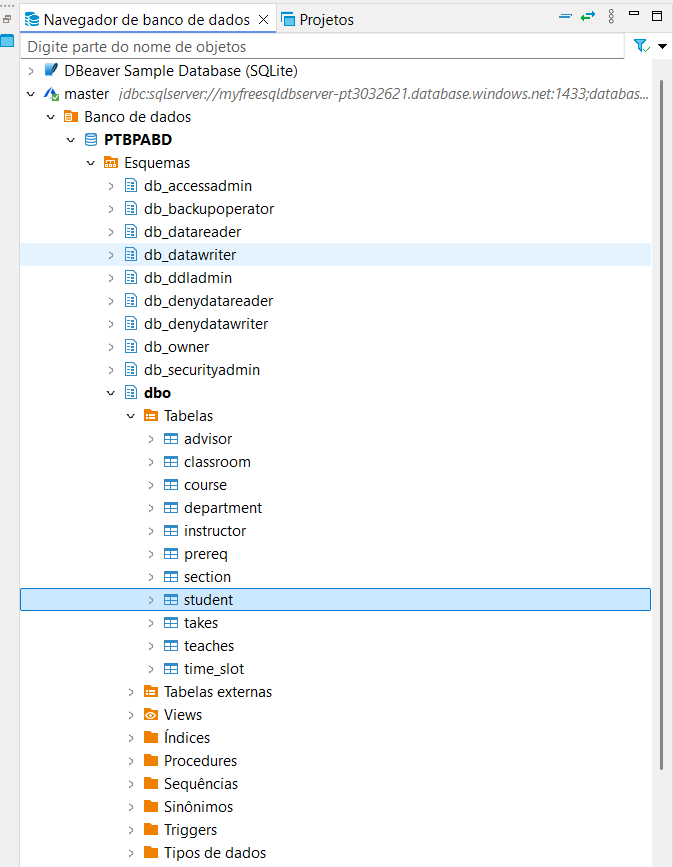 Navegador de banco de dados
Projetos
Digite parte do nome de objetos
DBeaver Sample Database (SQLite)
master jdbc:sqlserver://myfreesqldbserver-pt3032621.database.windows.net:1433;databas...
Banco de dados
PTBPABD
Esquemas
db_accessadmin
db_backupoperator
db_datareader
db_datawriter
db_ddladmin
db_denydatareader
db_denydatawriter
db_owner
db_securityadmin
dbo
Tabelas
advisor
classroom
course
department
instructor
prereq
section
student
takes
teaches
time_slot
Tabelas externas
Views
Índices
Procedures
Sequências
Sinônimos
Triggers
Tipos de dados